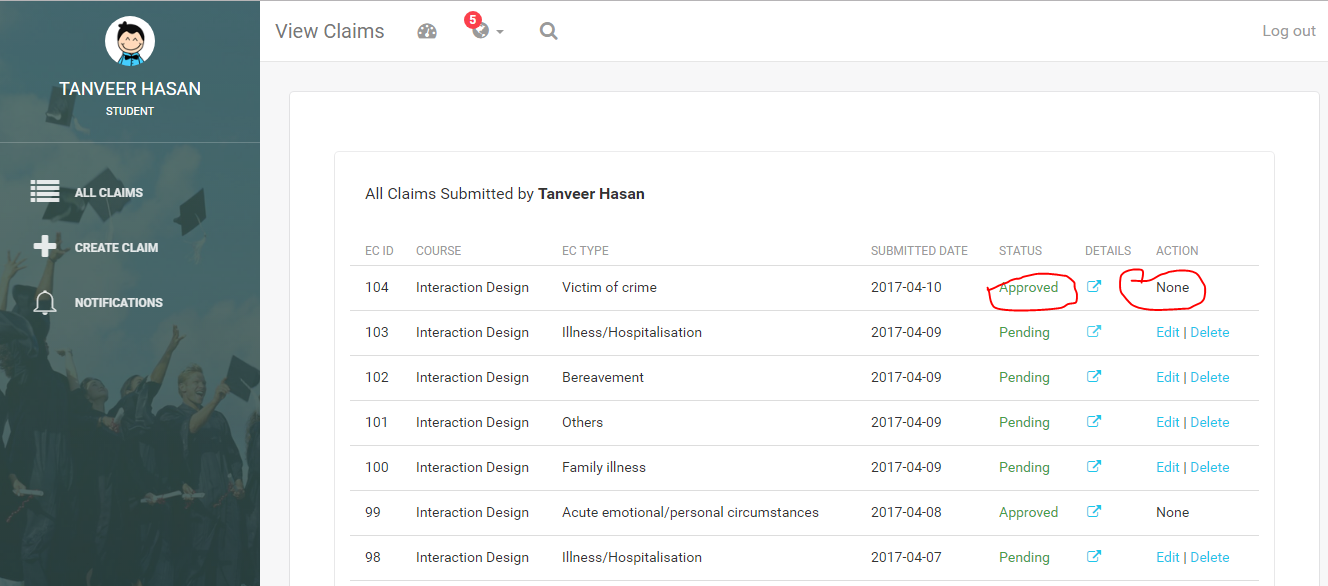 View Claims 5 Log out
TANVEER HASAN
STUDENT
ALL CLAIMS
CREATE CLAIM
NOTIFICATIONS
All Claims Submitted by Tanveer Hasan
EC ID COURSE EC TYPE SUBMITTED DATE STATUS DETAILS ACTION
104 Interaction Design Victim of crime 2017-04-10 Approved None
103 Interaction Design Illness/Hospitalisation 2017-04-09 Pending Edit | Delete
102 Interaction Design Bereavement 2017-04-09 Pending Edit | Delete
101 Interaction Design Others 2017-04-09 Pending Edit | Delete
100 Interaction Design Family illness 2017-04-09 Pending Edit | Delete
99 Interaction Design Acute emotional/personal circumstances 2017-04-08 Approved None
98 Interaction Design Illness/Hospitalisation 2017-04-07 Pending Edit | Delete